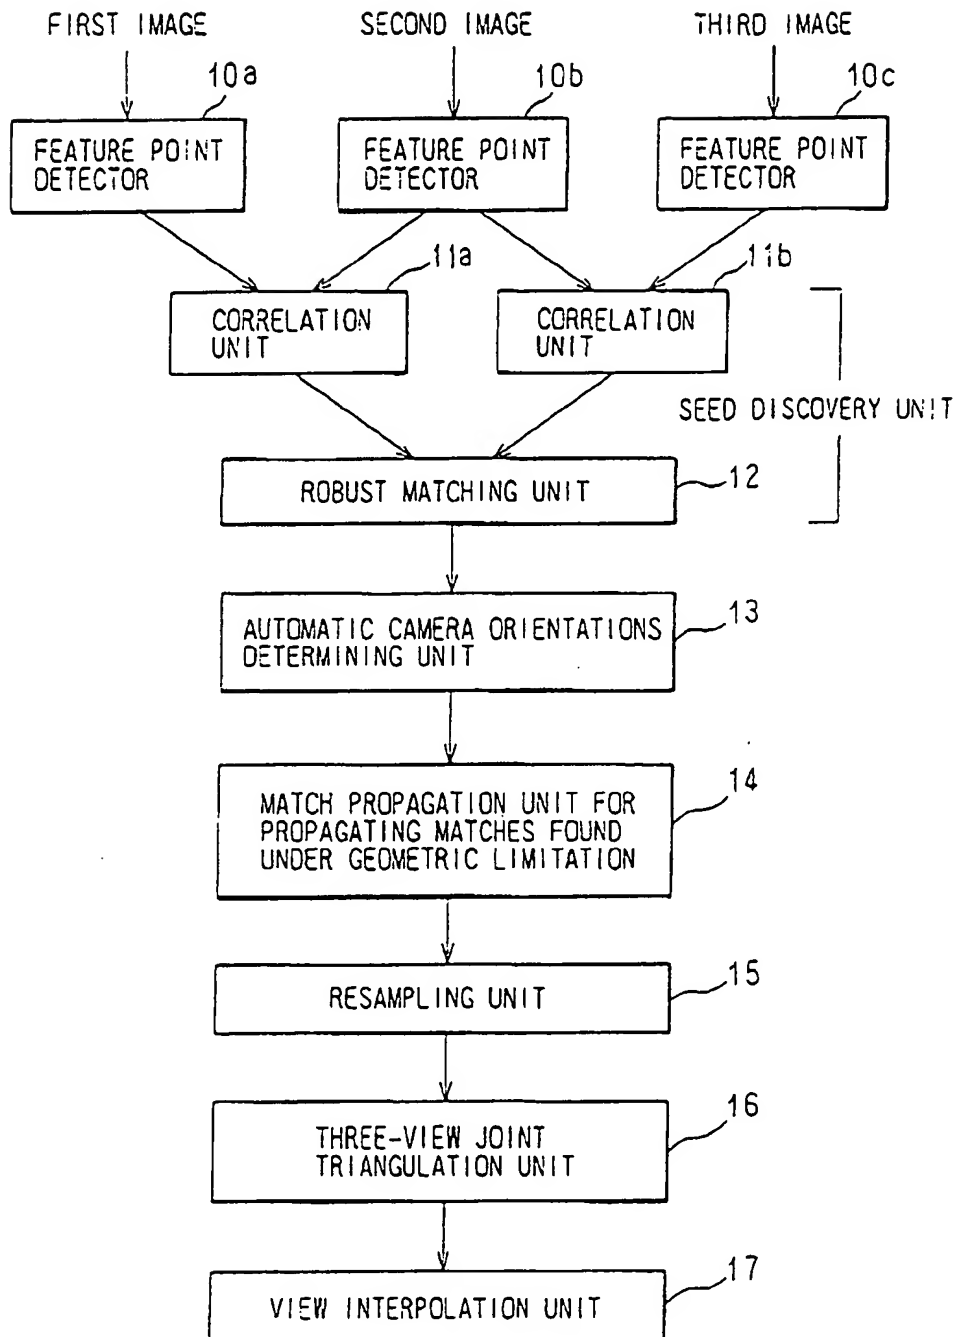 FIRST IMAGE
SECOND IMAGE
THIRD IMAGE
10a
10b
10c
FEATURE POINT
DETECTOR
FEATURE POINT
DETECTOR
FEATURE POINT
DETECTOR
11a
11b
CORRELATION
UNIT
CORRELATION
UNIT
SEED DISCOVERY UNIT
ROBUST MATCHING UNIT
12
AUTOMATIC CAMERA ORIENTATIONS
DETERMINING UNIT
13
MATCH PROPAGATION UNIT FOR
PROPAGATING MATCHES FOUND
UNDER GEOMETRIC LIMITATION
14
RESAMPLING UNIT
15
THREE-VIEW JOINT
TRIANGULATION UNIT
16
VIEW INTERPOLATION UNIT
17